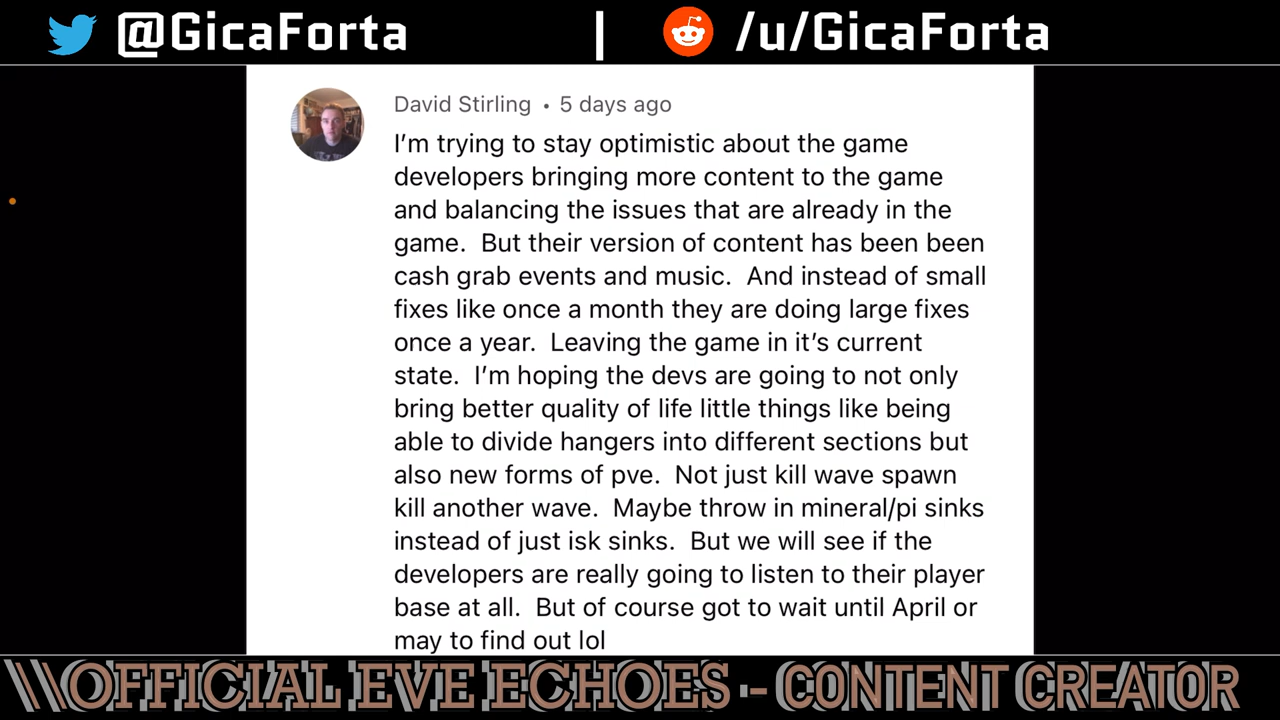 @GicaForta | /u/GicaForta
David Stirling • 5 days ago
I'm trying to stay optimistic about the game
developers bringing more content to the game
and balancing the issues that are already in the
game.  But their version of content has been been
cash grab events and music.  And instead of small
fixes like once a month they are doing large fixes
once a year.  Leaving the game in it's current
state.  I'm hoping the devs are going to not only
bring better quality of life little things like being
able to divide hangers into different sections but
also new forms of pve.  Not just kill wave spawn
kill another wave.  Maybe throw in mineral/pi sinks
instead of just isk sinks.  But we will see if the
developers are really going to listen to their player
base at all.  But of course got to wait until April or
may to find out lol
\\OFFICIAL EVE ECHOES - CONTENT CREATOR